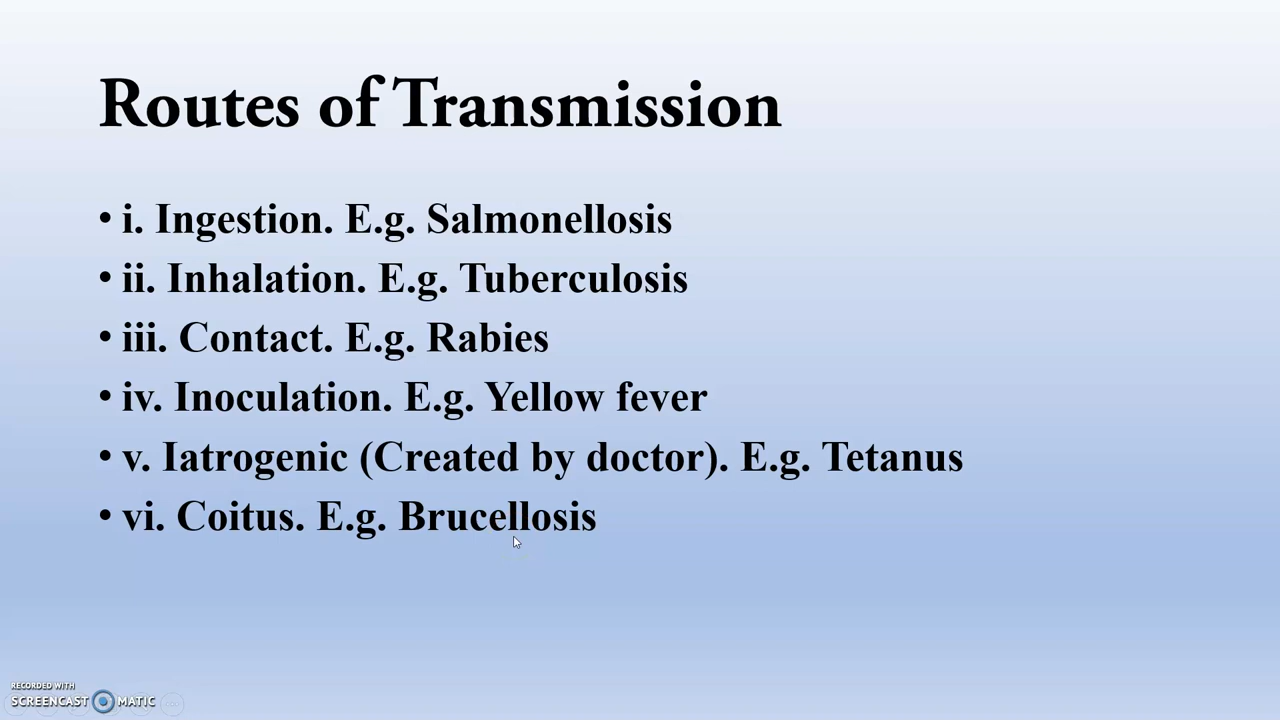 Routes of Transmission
• i. Ingestion. E.g. Salmonellosis
• ii. Inhalation. E.g. Tuberculosis
• iii. Contact. E.g. Rabies
• iv. Inoculation. E.g. Yellow fever
• v. Iatrogenic (Created by doctor). E.g. Tetanus
• vi. Coitus. E.g. Brucellosis
RECORDED WITH
SCREENCAST MATIC